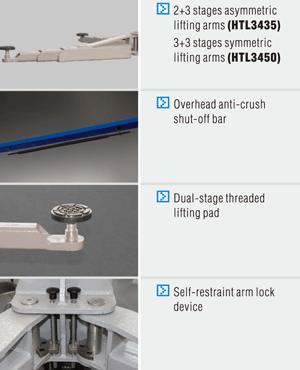 2+3 stages asymmetric
lifting arms (HTL3435)
3+3 stages symmetric
lifting arms (HTL3450)
Overhead anti-crush
shut-off bar
Dual-stage threaded
lifting pad
Self-restraint arm lock
device